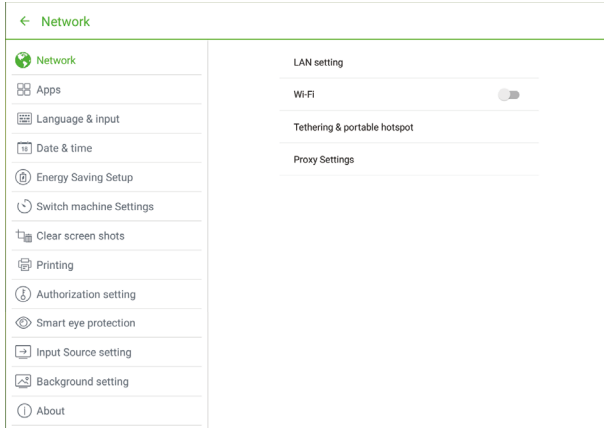 Network
Network
Apps
Language & input
Date & time
Energy Saving Setup
Switch machine Settings
Clear screen shots
Printing
Authorization setting
Smart eye protection
Input Source setting
Background setting
About
LAN setting
Wi-Fi
Tethering & portable hotspot
Proxy Settings